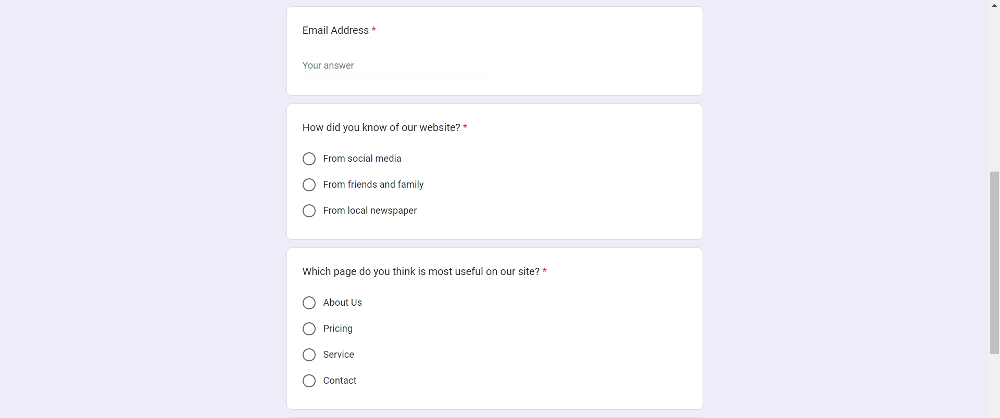 Email Address *
Your answer
How did you know of our website? *
From social media
From friends and family
From local newspaper
Which page do you think is most useful on our site? *
About Us
Pricing
Service
Contact